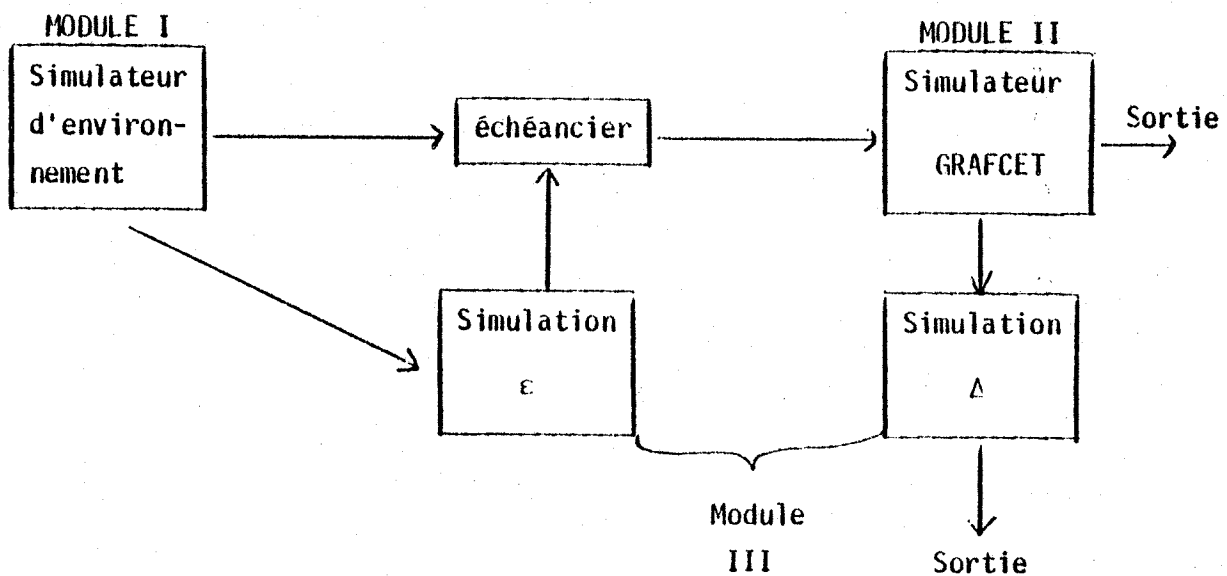 MODULE I
Simulateur
d'environ-
nement
échéancier
MODULE II
Simulateur
GRAFCET
Sortie
Simulation
ε
Simulation
Δ
Module
III
Sortie